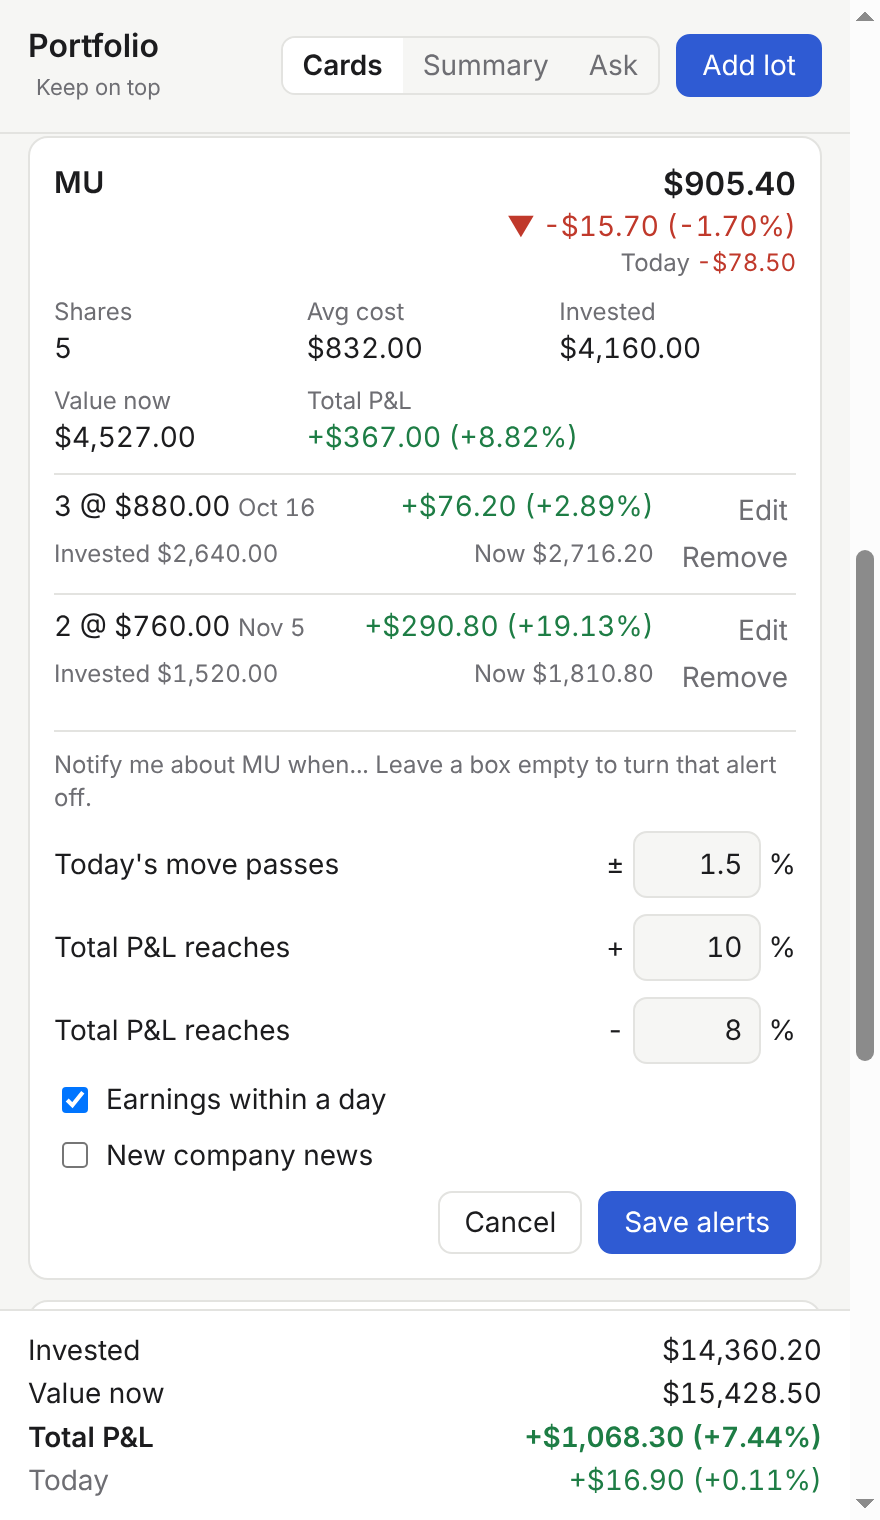 Portfolio
Keep on top
Cards Summary Ask
Add lot
MU
$905.40
▼ -$15.70 (-1.70%)
Today -$78.50
Shares Avg cost Invested
5 $832.00 $4,160.00
Value now Total P&L
$4,527.00 +$367.00 (+8.82%)
3 @ $880.00 Oct 16 +$76.20 (+2.89%) Edit
Invested $2,640.00 Now $2,716.20 Remove
2 @ $760.00 Nov 5 +$290.80 (+19.13%) Edit
Invested $1,520.00 Now $1,810.80 Remove
Notify me about MU when... Leave a box empty to turn that alert
off.
Today's move passes ± 1.5 %
Total P&L reaches + 10 %
Total P&L reaches - 8 %
Earnings within a day
New company news
Cancel Save alerts
Invested $14,360.20
Value now $15,428.50
Total P&L +$1,068.30 (+7.44%)
Today +$16.90 (+0.11%)